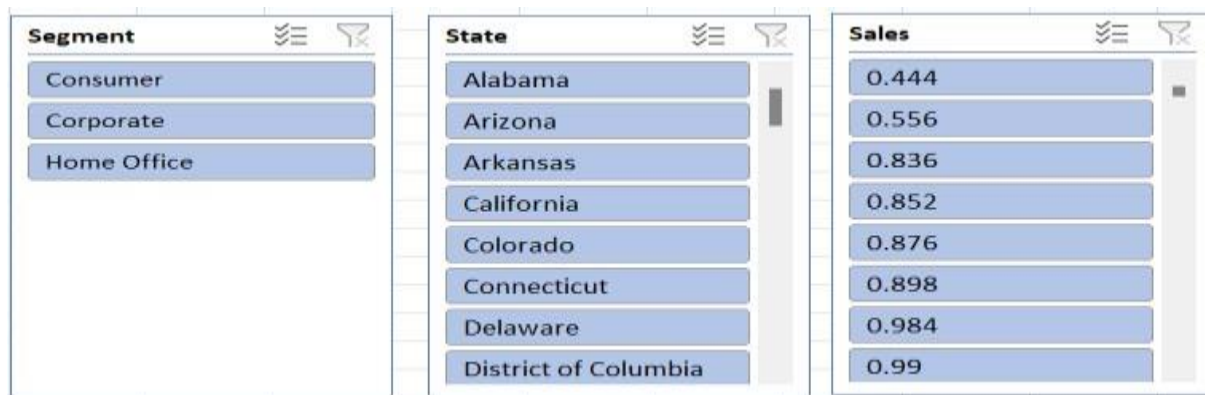 Segment
Consumer
Corporate
Home Office
State
Alabama
Arizona
Arkansas
California
Colorado
Connecticut
Delaware
District of Columbia
Sales
0.444
0.556
0.836
0.852
0.876
0.898
0.984
0.99